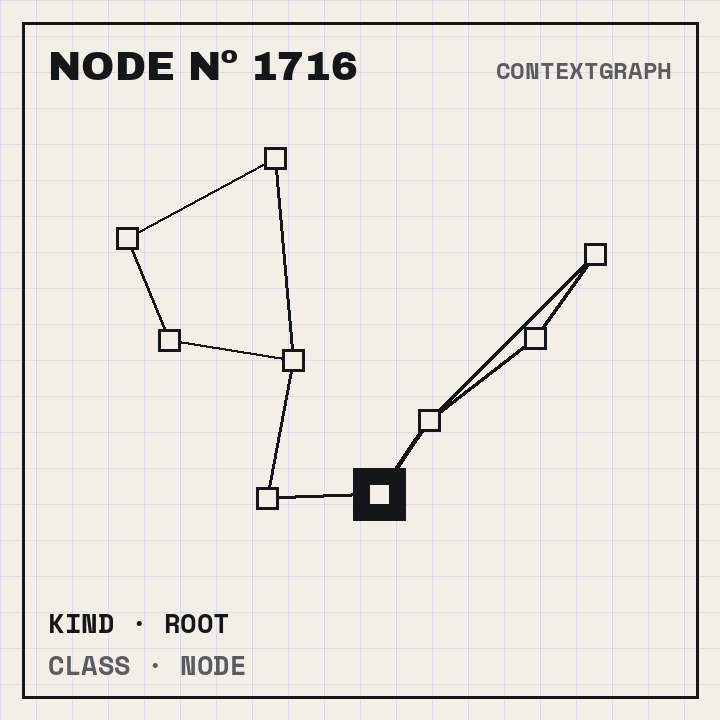 NODE Nº 1716
CONTEXTGRAPH
KIND · ROOT
CLASS · NODE